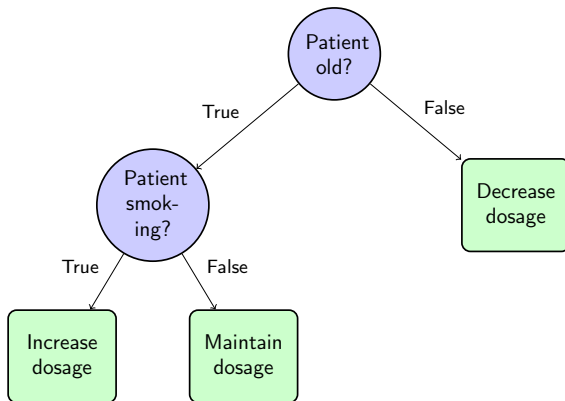 Patient
old?
True
False
Patient
smok-
ing?
Decrease
dosage
True
False
Increase
dosage
Maintain
dosage